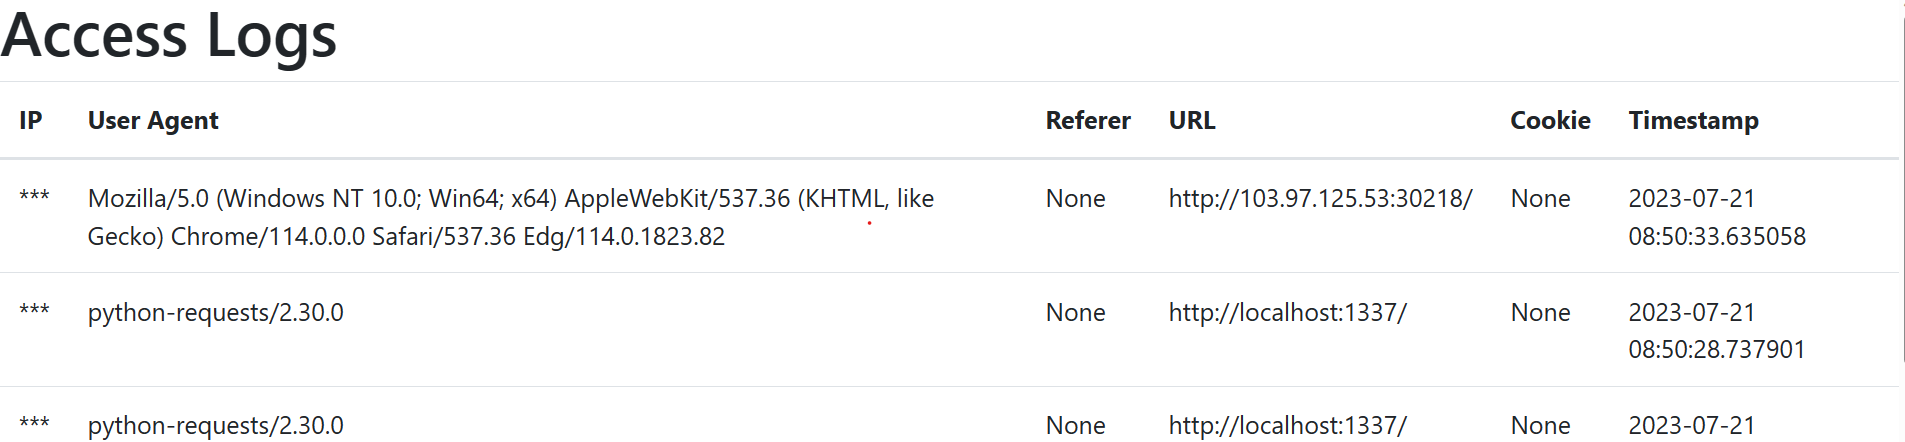 Access Logs
IP User Agent Referer URL Cookie Timestamp
*** Mozilla/5.0 (Windows NT 10.0; Win64; x64) AppleWebKit/537.36 (KHTML, like None http://103.97.125.53:30218/ None 2023-07-21
Gecko) Chrome/114.0.0.0 Safari/537.36 Edg/114.0.1823.82 08:50:33.635058
*** python-requests/2.30.0 None http://localhost:1337/ None 2023-07-21
08:50:28.737901
*** python-requests/2.30.0 None http://localhost:1337/ None 2023-07-21